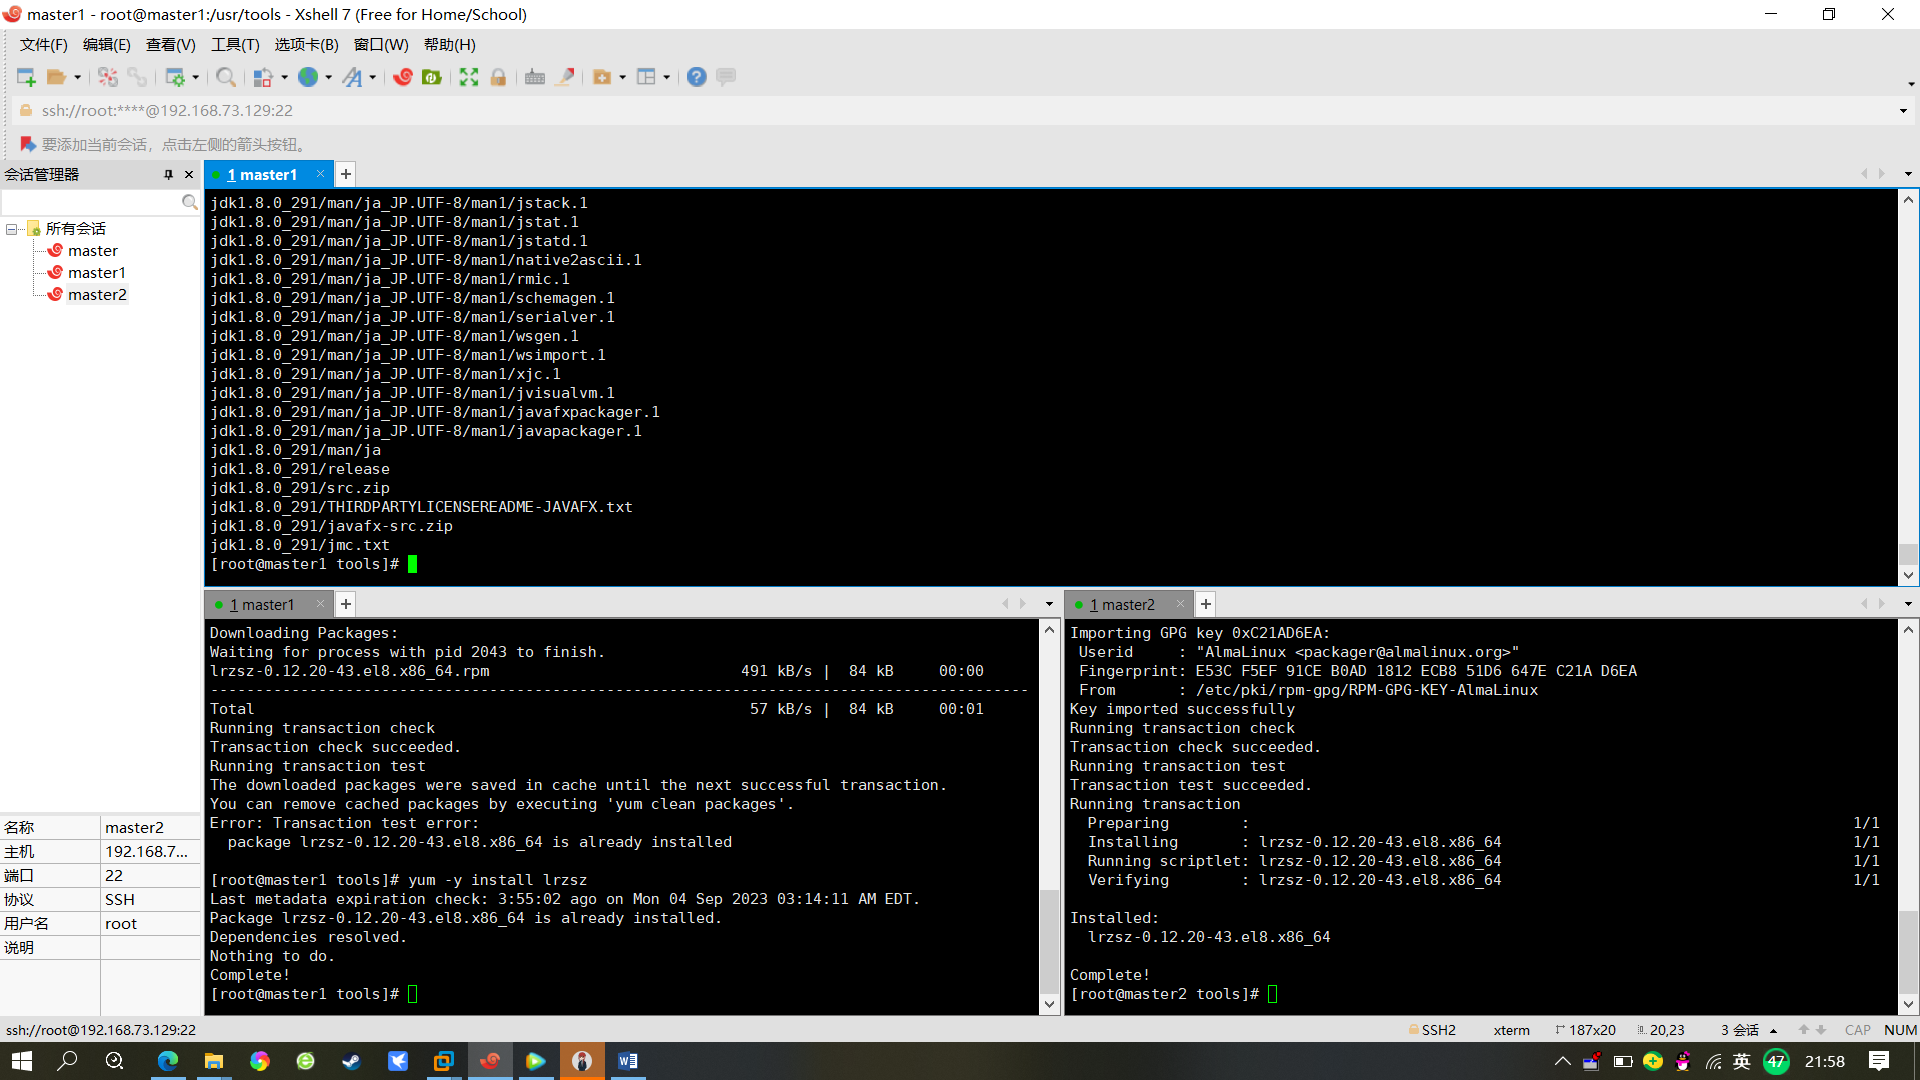 master1 - root@master1:/usr/tools - Xshell 7 (Free for Home/School)
文件(F) 编辑(E) 查看(V) 工具(T) 选项卡(B) 窗口(W) 帮助(H)
ssh://root:****@192.168.73.129:22
要添加当前会话，点击左侧的箭头按钮。
会话管理器
所有会话
master
master1
master2
1 master1
jdk1.8.0_291/man/ja_JP.UTF-8/man1/jstack.1
jdk1.8.0_291/man/ja_JP.UTF-8/man1/jstat.1
jdk1.8.0_291/man/ja_JP.UTF-8/man1/jstatd.1
jdk1.8.0_291/man/ja_JP.UTF-8/man1/native2ascii.1
jdk1.8.0_291/man/ja_JP.UTF-8/man1/rmic.1
jdk1.8.0_291/man/ja_JP.UTF-8/man1/schemagen.1
jdk1.8.0_291/man/ja_JP.UTF-8/man1/serialver.1
jdk1.8.0_291/man/ja_JP.UTF-8/man1/wsgen.1
jdk1.8.0_291/man/ja_JP.UTF-8/man1/wsimport.1
jdk1.8.0_291/man/ja_JP.UTF-8/man1/xjc.1
jdk1.8.0_291/man/ja_JP.UTF-8/man1/jvisualvm.1
jdk1.8.0_291/man/ja_JP.UTF-8/man1/javafxpackager.1
jdk1.8.0_291/man/ja_JP.UTF-8/man1/javapackager.1
jdk1.8.0_291/man/ja
jdk1.8.0_291/release
jdk1.8.0_291/src.zip
jdk1.8.0_291/THIRDPARTYLICENSEREADME-JAVAFX.txt
jdk1.8.0_291/javafx-src.zip
jdk1.8.0_291/jmc.txt
[root@master1 tools]#
1 master1
Downloading Packages:
Waiting for process with pid 2043 to finish.
lrzsz-0.12.20-43.el8.x86_64.rpm 491 kB/s | 84 kB 00:00
-------------------------------------------------------------------------------------------
Total 57 kB/s | 84 kB 00:01
Running transaction check
Transaction check succeeded.
Running transaction test
The downloaded packages were saved in cache until the next successful transaction.
You can remove cached packages by executing 'yum clean packages'.
Error: Transaction test error:
package lrzsz-0.12.20-43.el8.x86_64 is already installed
[root@master1 tools]# yum -y install lrzsz
Last metadata expiration check: 3:55:02 ago on Mon 04 Sep 2023 03:14:11 AM EDT.
Package lrzsz-0.12.20-43.el8.x86_64 is already installed.
Dependencies resolved.
Nothing to do.
Complete!
[root@master1 tools]#
1 master2
Importing GPG key 0xC21AD6EA:
Userid : "AlmaLinux <packager@almalinux.org>"
Fingerprint: E53C F5EF 91CE B0AD 1812 ECB8 51D6 647E C21A D6EA
From : /etc/pki/rpm-gpg/RPM-GPG-KEY-AlmaLinux
Key imported successfully
Running transaction check
Transaction check succeeded.
Running transaction test
Transaction test succeeded.
Running transaction
Preparing : 1/1
Installing : lrzsz-0.12.20-43.el8.x86_64 1/1
Running scriptlet: lrzsz-0.12.20-43.el8.x86_64 1/1
Verifying : lrzsz-0.12.20-43.el8.x86_64 1/1
Installed:
lrzsz-0.12.20-43.el8.x86_64
Complete!
[root@master2 tools]#
名称 master2
主机 192.168.7...
端口 22
协议 SSH
用户名 root
说明
ssh://root@192.168.73.129:22 SSH2 xterm 187x20 20,23 3 会话 CAP NUM
英 47 21:58